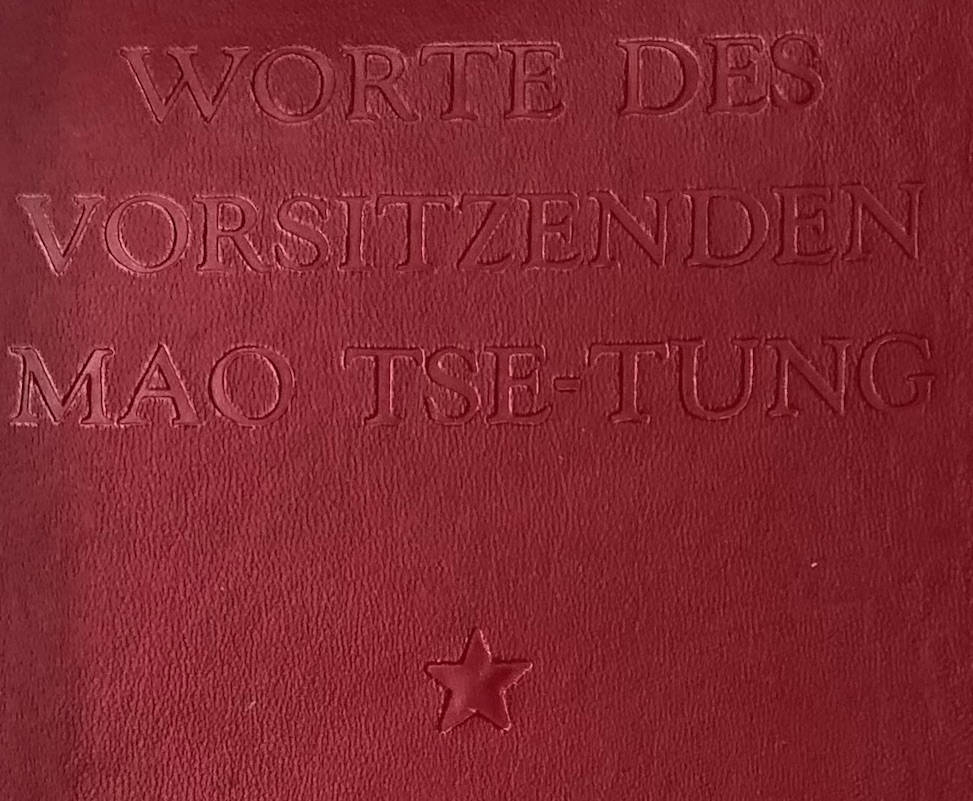 WORTE DES
VORSITZENDEN
MAO TSE-TUNG